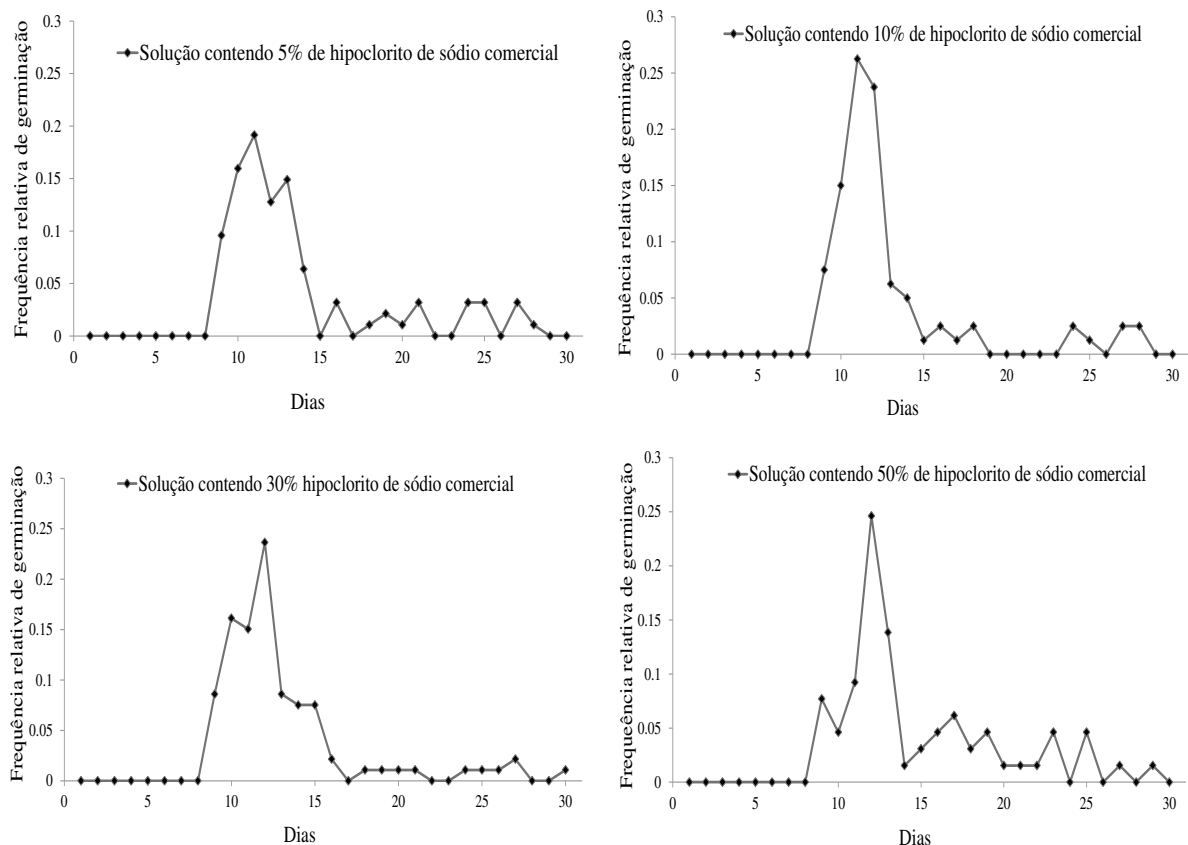 Frequência relativa de germinação
0.3
0.25
0.2
0.15
0.1
0.05
0
Solução contendo 5% de hipoclorito de sódio comercial
0 5 10 15 20 25 30
Dias
Frequência relativa de germinação
0.3
0.25
0.2
0.15
0.1
0.05
0
Solução contendo 10% de hipoclorito de sódio comercial
0 5 10 15 20 25 30
Dias
Frequência relativa de germinação
0.3
0.25
0.2
0.15
0.1
0.05
0
Solução contendo 30% hipoclorito de sódio comercial
0 5 10 15 20 25 30
Dias
Frequencia relativa de germinação
0.3
0.25
0.2
0.15
0.1
0.05
0
Solução contendo 50% de hipoclorito de sódio comercial
0 5 10 15 20 25 30
Dias